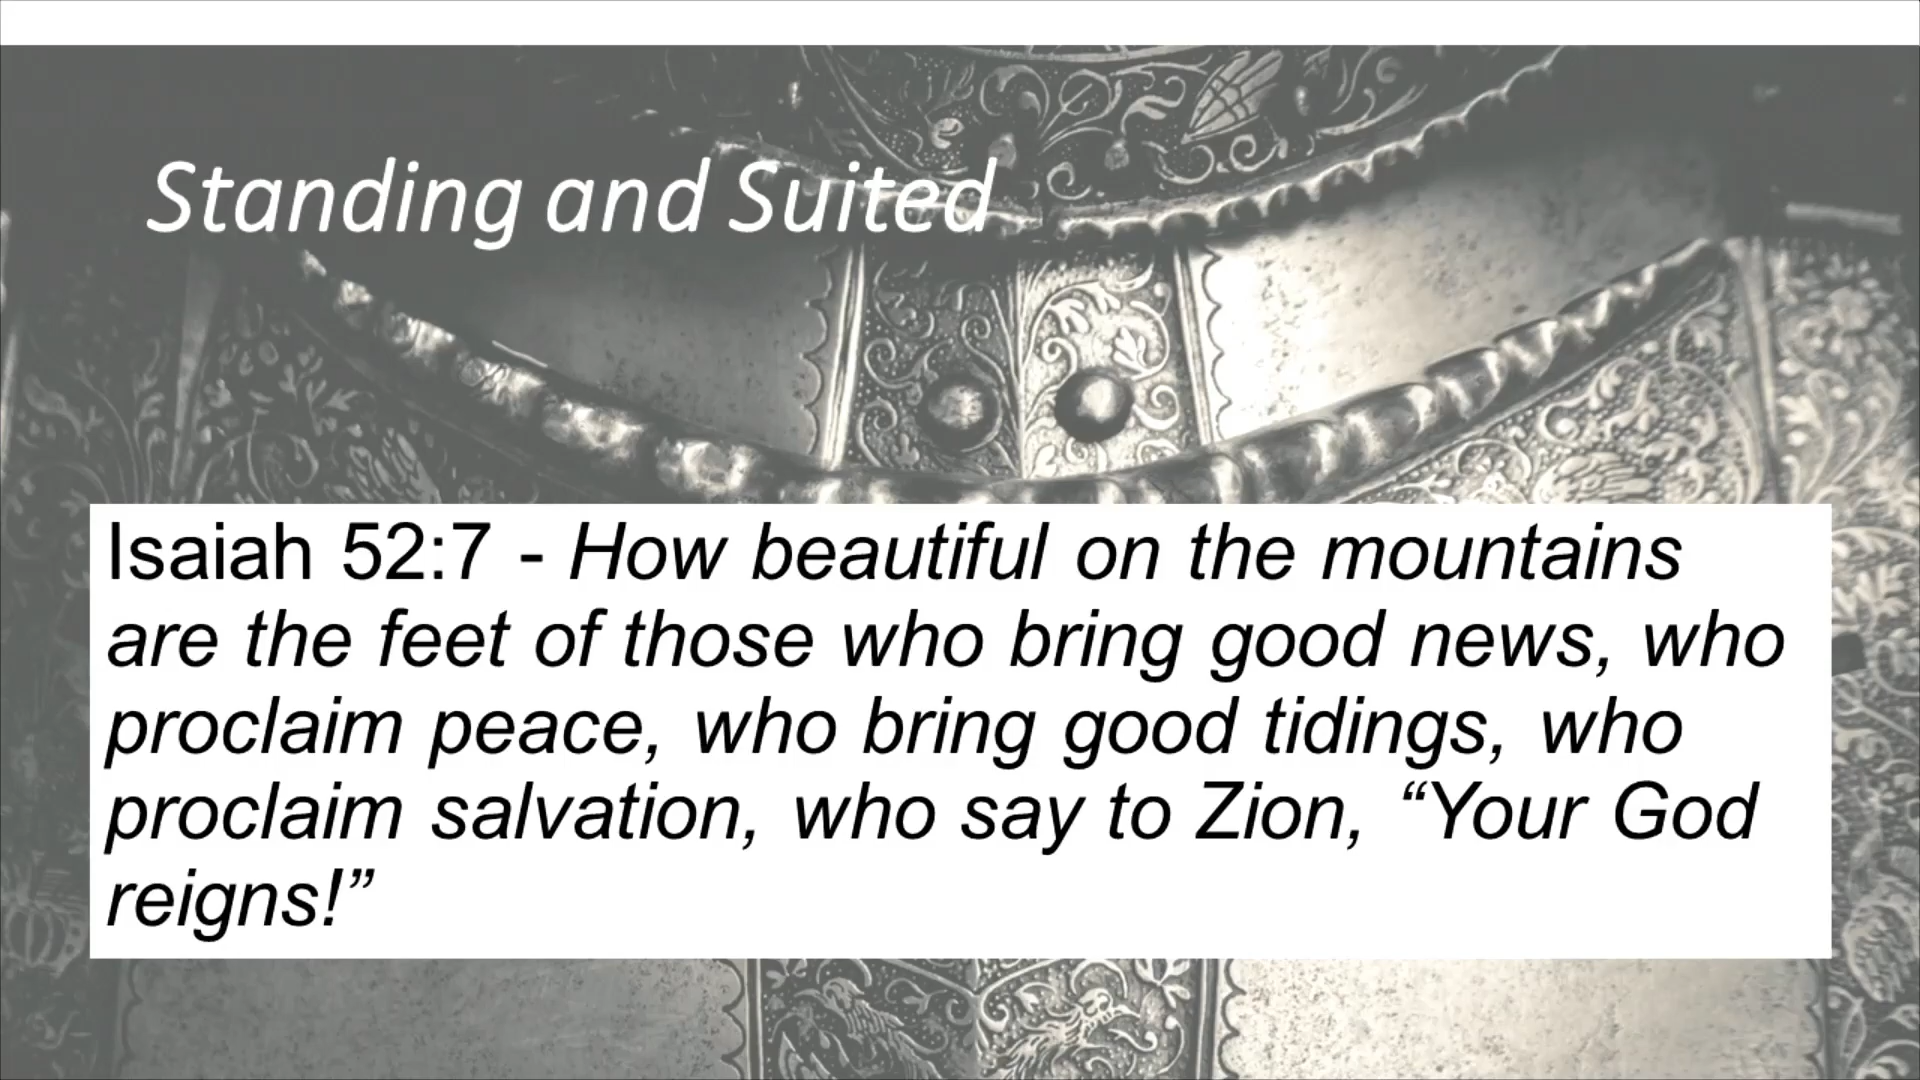 Standing and Suited
Isaiah 52:7 - How beautiful on the mountains
are the feet of those who bring good news, who
proclaim peace, who bring good tidings, who
proclaim salvation, who say to Zion, “Your God
reigns!”